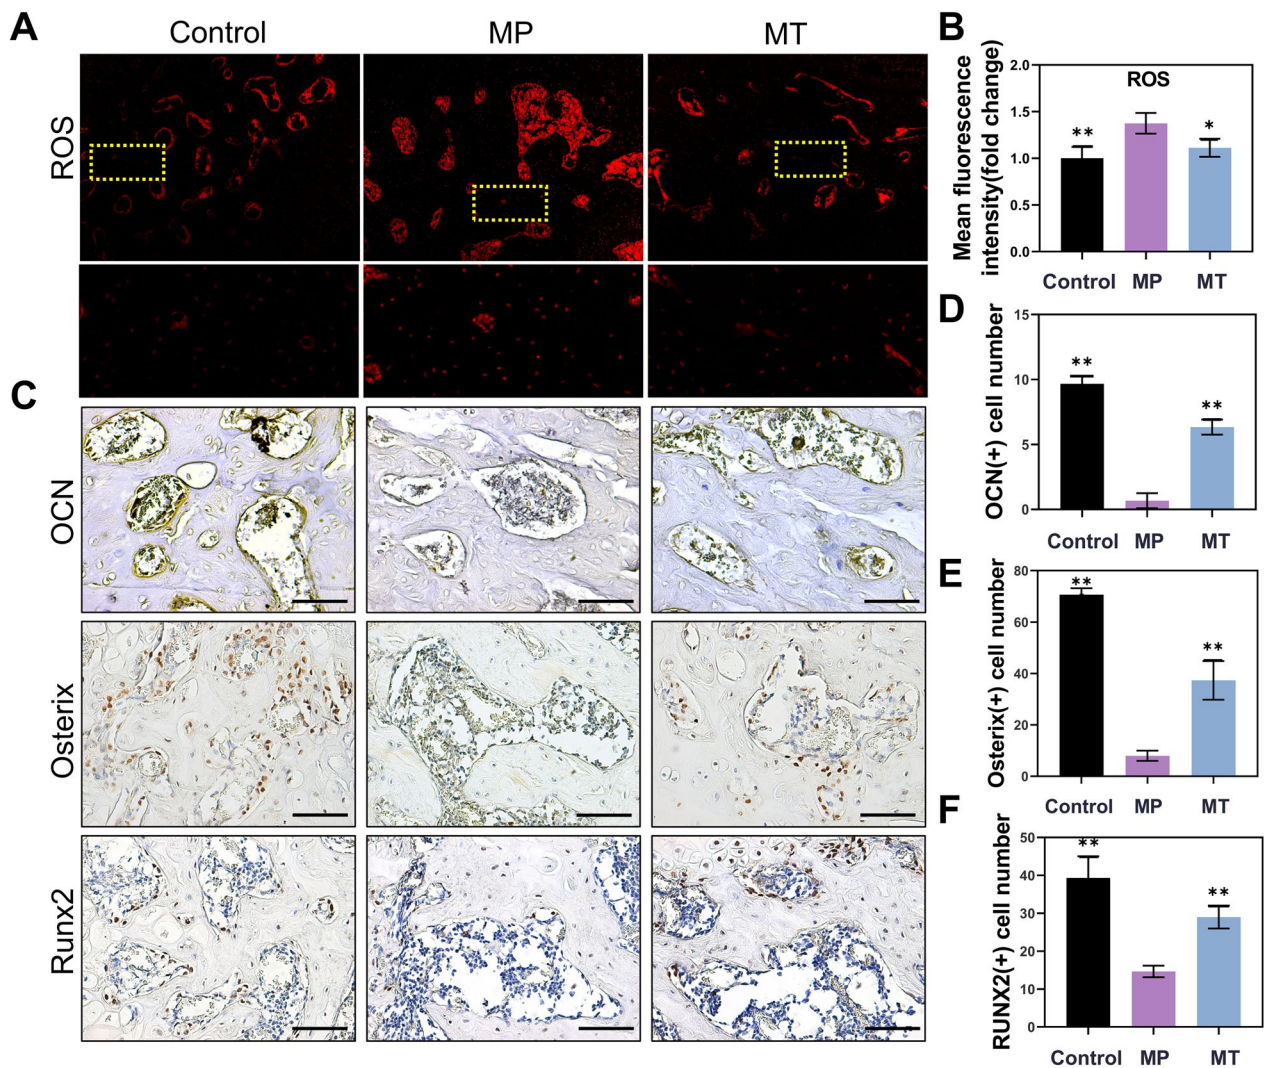 A
Control
MP
MT
ROS
B
Mean fluorescence
intensity(fold change)
2.0
1.5
1.0
0.5
0.0
ROS
**
*
Control
MP
MT
C
OCN
Osterix
Runx2
D
OCN(+) cell number
15
10
5
0
**
**
Control
MP
MT
E
Osterix(+) cell number
80
60
40
20
0
**
**
Control
MP
MT
F
RUNX2(+) cell number
50
40
30
20
10
0
**
**
Control
MP
MT